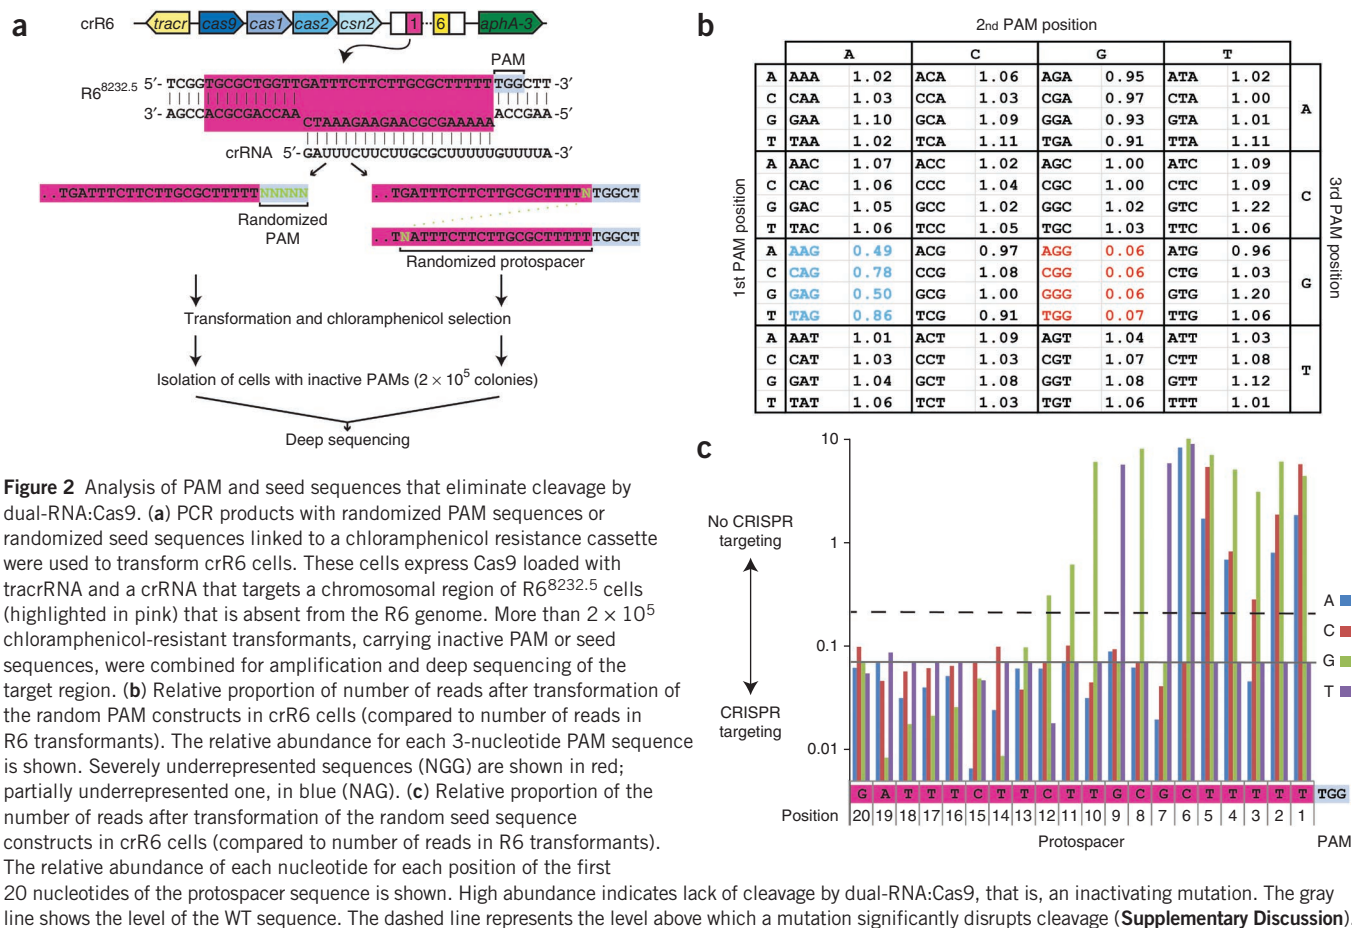 a
crR6
tracr cas9 cas1 cas2 csn2 1 6 aphA-3
PAM
R6^8232.5 5′- TCGGTGCGCTGGTTGATTTCTTCTTGCGCTTTTTTGGCTT -3′
3′- AGCCACGCGACCAACTAAAGAAGAACGCGAAAAAACCGAA -5′
crRNA 5′-GAUUUCUUCUUGCGCUUUUUGUUUUA -3′
..TGATTTCTTCTTGCGCTTTTTNNNNN
Randomized
PAM
..TGATTTCTTCTTGCGCTTTTNTGGCT
..TNATTTCTTCTTGCGCTTTTTTGGCT
Randomized protospacer
Transformation and chloramphenicol selection
Isolation of cells with inactive PAMs (2 × 10^5 colonies)
Deep sequencing
b
2nd PAM position
A C G T
1st PAM position
3rd PAM position
A AAA 1.02 ACA 1.06 AGA 0.95 ATA 1.02
C CAA 1.03 CCA 1.03 CGA 0.97 CTA 1.00
G GAA 1.10 GCA 1.09 GGA 0.93 GTA 1.01
T TAA 1.02 TCA 1.11 TGA 0.91 TTA 1.11
A
A AAC 1.07 ACC 1.02 AGC 1.00 ATC 1.09
C CAC 1.06 CCC 1.04 CGC 1.00 CTC 1.09
G GAC 1.05 GCC 1.02 GGC 1.02 GTC 1.22
T TAC 1.06 TCC 1.05 TGC 1.03 TTC 1.06
C
A AAG 0.49 ACG 0.97 AGG 0.06 ATG 0.96
C CAG 0.78 CCG 1.08 CGG 0.06 CTG 1.03
G GAG 0.50 GCG 1.00 GGG 0.06 GTG 1.20
T TAG 0.86 TCG 0.91 TGG 0.07 TTG 1.06
G
A AAT 1.01 ACT 1.09 AGT 1.04 ATT 1.03
C CAT 1.03 CCT 1.03 CGT 1.07 CTT 1.08
G GAT 1.04 GCT 1.08 GGT 1.08 GTT 1.12
T TAT 1.06 TCT 1.03 TGT 1.06 TTT 1.01
T
c
10
1
0.1
0.01
No CRISPR
targeting
CRISPR
targeting
A
C
G
T
G A T T T C T T C T T G C G C T T T T T TGG
Position 20 19 18 17 16 15 14 13 12 11 10 9 8 7 6 5 4 3 2 1
Protospacer PAM
Figure 2 Analysis of PAM and seed sequences that eliminate cleavage by
dual-RNA:Cas9. (a) PCR products with randomized PAM sequences or
randomized seed sequences linked to a chloramphenicol resistance cassette
were used to transform crR6 cells. These cells express Cas9 loaded with
tracrRNA and a crRNA that targets a chromosomal region of R6^8232.5 cells
(highlighted in pink) that is absent from the R6 genome. More than 2 × 10^5
chloramphenicol-resistant transformants, carrying inactive PAM or seed
sequences, were combined for amplification and deep sequencing of the
target region. (b) Relative proportion of number of reads after transformation of
the random PAM constructs in crR6 cells (compared to number of reads in
R6 transformants). The relative abundance for each 3-nucleotide PAM sequence
is shown. Severely underrepresented sequences (NGG) are shown in red;
partially underrepresented one, in blue (NAG). (c) Relative proportion of the
number of reads after transformation of the random seed sequence
constructs in crR6 cells (compared to number of reads in R6 transformants).
The relative abundance of each nucleotide for each position of the first
20 nucleotides of the protospacer sequence is shown. High abundance indicates lack of cleavage by dual-RNA:Cas9, that is, an inactivating mutation. The gray
line shows the level of the WT sequence. The dashed line represents the level above which a mutation significantly disrupts cleavage (Supplementary Discussion).